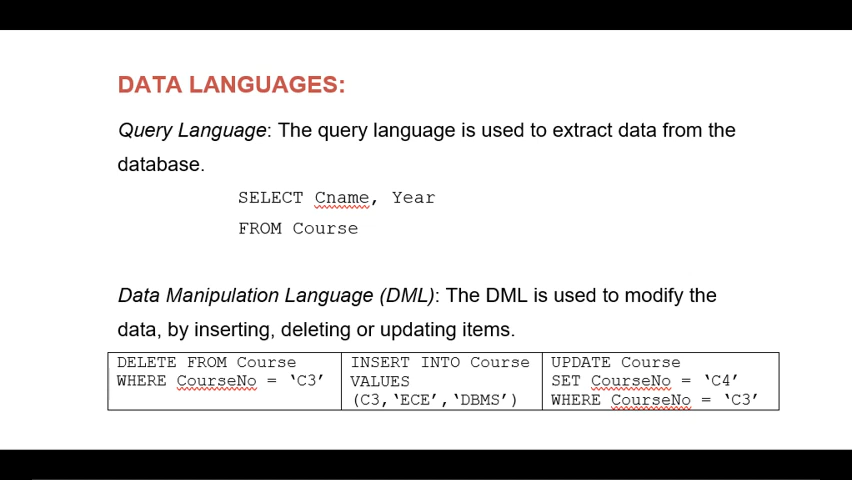 DATA LANGUAGES:
Query Language: The query language is used to extract data from the
database.
SELECT Cname, Year
FROM Course
Data Manipulation Language (DML): The DML is used to modify the
data, by inserting, deleting or updating items.
DELETE FROM Course
WHERE CourseNo = ‘C3’
INSERT INTO Course
VALUES
(C3,‘ECE’,‘DBMS’)
UPDATE Course
SET CourseNo = ‘C4’
WHERE CourseNo = ‘C3’